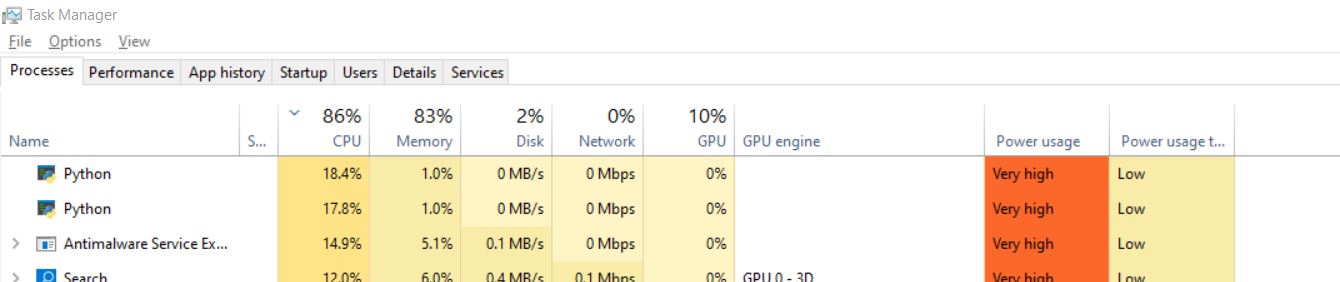 Task Manager
File Options View
Processes Performance App history Startup Users Details Services
86% 83% 2% 0% 10%
Name S... CPU Memory Disk Network GPU GPU engine Power usage Power usage t...
Python 18.4% 1.0% 0 MB/s 0 Mbps 0% Very high Low
Python 17.8% 1.0% 0 MB/s 0 Mbps 0% Very high Low
Antimalware Service Ex... 14.9% 5.1% 0.1 MB/s 0 Mbps 0% Very high Low
Search 12.0% 6.0% 0.4 MB/s 0.1 Mbps 0% GPU 0 - 3D Very high Low